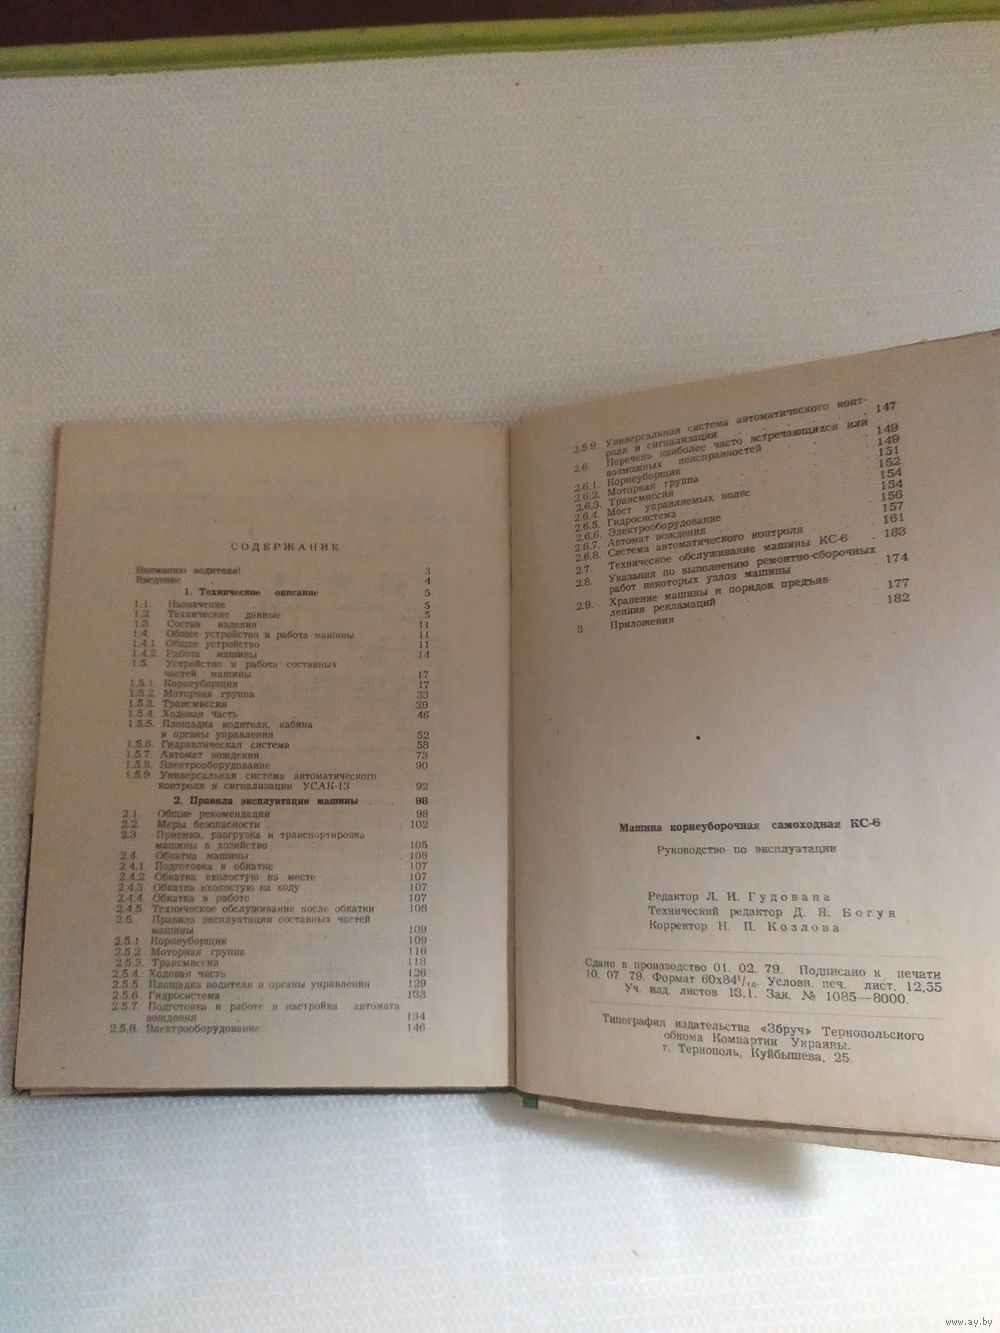 СОДЕРЖАНИЕ
Вниманию водителя! 3
Введение 4
1. Техническое описание 5
1.1. Назначение 5
1.2. Технические данные 5
1.3. Состав изделия 11
1.4. Общее устройство и работа машины 11
1.4.1. Общее устройство 11
1.4.2. Работа машины 14
1.5. Устройство и работа составных
частей машины 17
1.5.1. Корнеуборщик 17
1.5.2. Моторная группа 33
1.5.3. Трансмиссия 39
1.5.4. Ходовая часть 46
1.5.5. Площадка водителя, кабина
и органы управления 52
1.5.6. Гидравлическая система 58
1.5.7. Автомат вождения 73
1.5.8. Электрооборудование 90
1.5.9. Универсальная система автоматического
контроля и сигнализации УСАК-13 92
2. Правила эксплуатации машины 98
2.1. Общие рекомендации 98
2.2. Меры безопасности 102
2.3. Приемка, разгрузка и транспортировка
машины в хозяйство 105
2.4. Обкатка машины 106
2.4.1. Подготовка к обкатке 107
2.4.2. Обкатка вхолостую на месте 107
2.4.3. Обкатка вхолостую на ходу 107
2.4.4. Обкатка в работе 107
2.4.5. Техническое обслуживание после обкатки 108
2.5. Правила эксплуатации составных частей
машины 109
2.5.1. Корнеуборщик 109
2.5.2. Моторная группа 116
2.5.3. Трансмиссия 118
2.5.4. Ходовая часть 126
2.5.5. Площадка водителя и органы управления 129
2.5.6. Гидросистема 133
2.5.7. Подготовка к работе и настройка автомата
вождения 134
2.5.8. Электрооборудование 146
2.5.9. Универсальная система автоматического конт-
роля и сигнализации 147
2.6. Перечень наиболее часто встречающихся или
возможных неисправностей 149
2.6.1. Корнеуборщик 149
2.6.2. Моторная группа 151
2.6.3. Трансмиссия 152
2.6.4. Мост управляемых колес 154
2.6.5. Гидросистема 154
2.6.6. Электрооборудование 156
2.6.7. Автомат вождения 157
2.6.8. Система автоматического контроля 161
2.7. Техническое обслуживание машины КС-6 163
2.8. Указания по выполнению ремонтно-сборочных
работ некоторых узлов машины 174
2.9. Хранение машины и порядок предъяв-
ления рекламаций 177
3. Приложения 182
Машина корнеуборочная самоходная КС-6
Руководство по эксплуатации
Редактор Л. И. Гудована
Технический редактор Д. Я. Богун
Корректор Н. П. Козлова
Сдано в производство 01. 02. 79. Подписано к печати
10. 07. 79. Формат 60х84¹/₁₆. Условн. печ. лист. 12,55
Уч. изд. листов 13,1. Зак. № 1085—8000.
Типография издательства «Збруч» Тернопольского
обкома Компартии Украины.
г. Тернополь, Куйбышева, 25.
www.ay.by